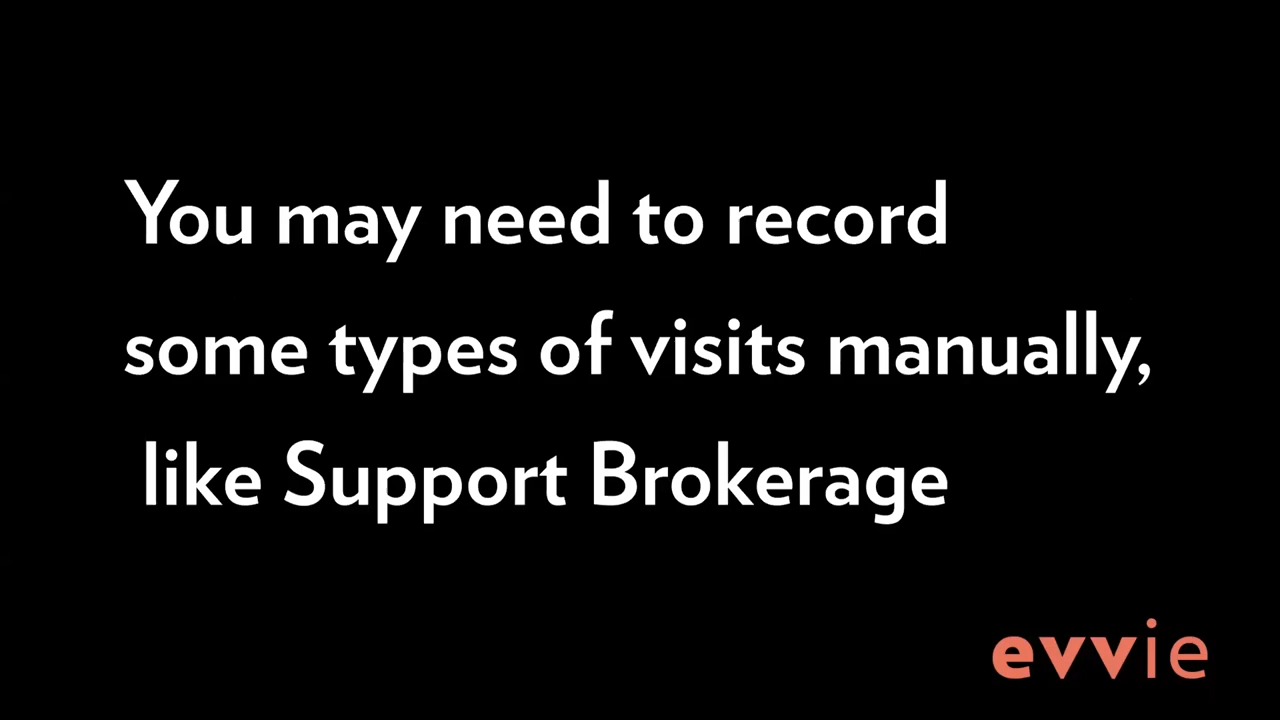 You may need to record
some types of visits manually,
like Support Brokerage
evvie